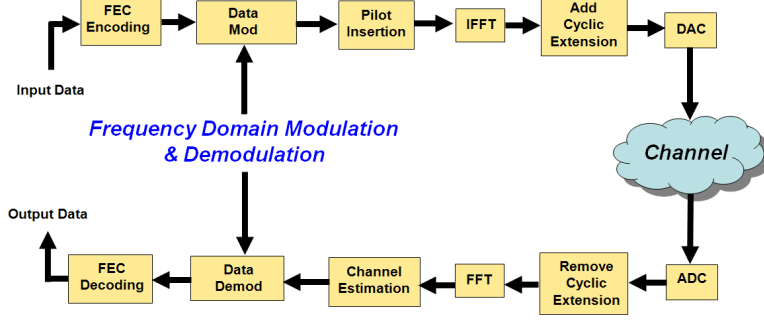 FEC
Encoding
Data
Mod
Pilot
Insertion
IFFT
Add
Cyclic
Extension
DAC
Input Data
Frequency Domain Modulation
& Demodulation
Channel
Output Data
FEC
Decoding
Data
Demod
Channel
Estimation
FFT
Remove
Cyclic
Extension
ADC